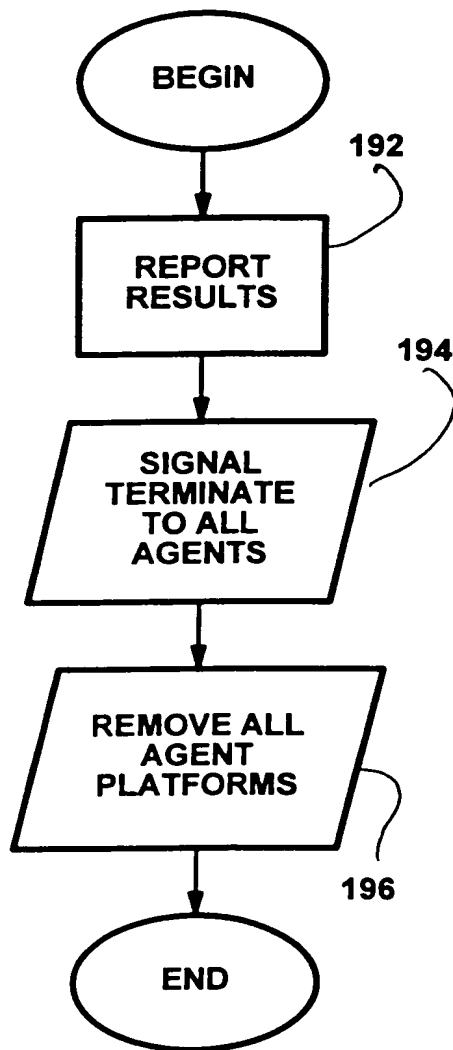 BEGIN
192
REPORT
RESULTS
194
SIGNAL
TERMINATE
TO ALL
AGENTS
REMOVE ALL
AGENT
PLATFORMS
196
END